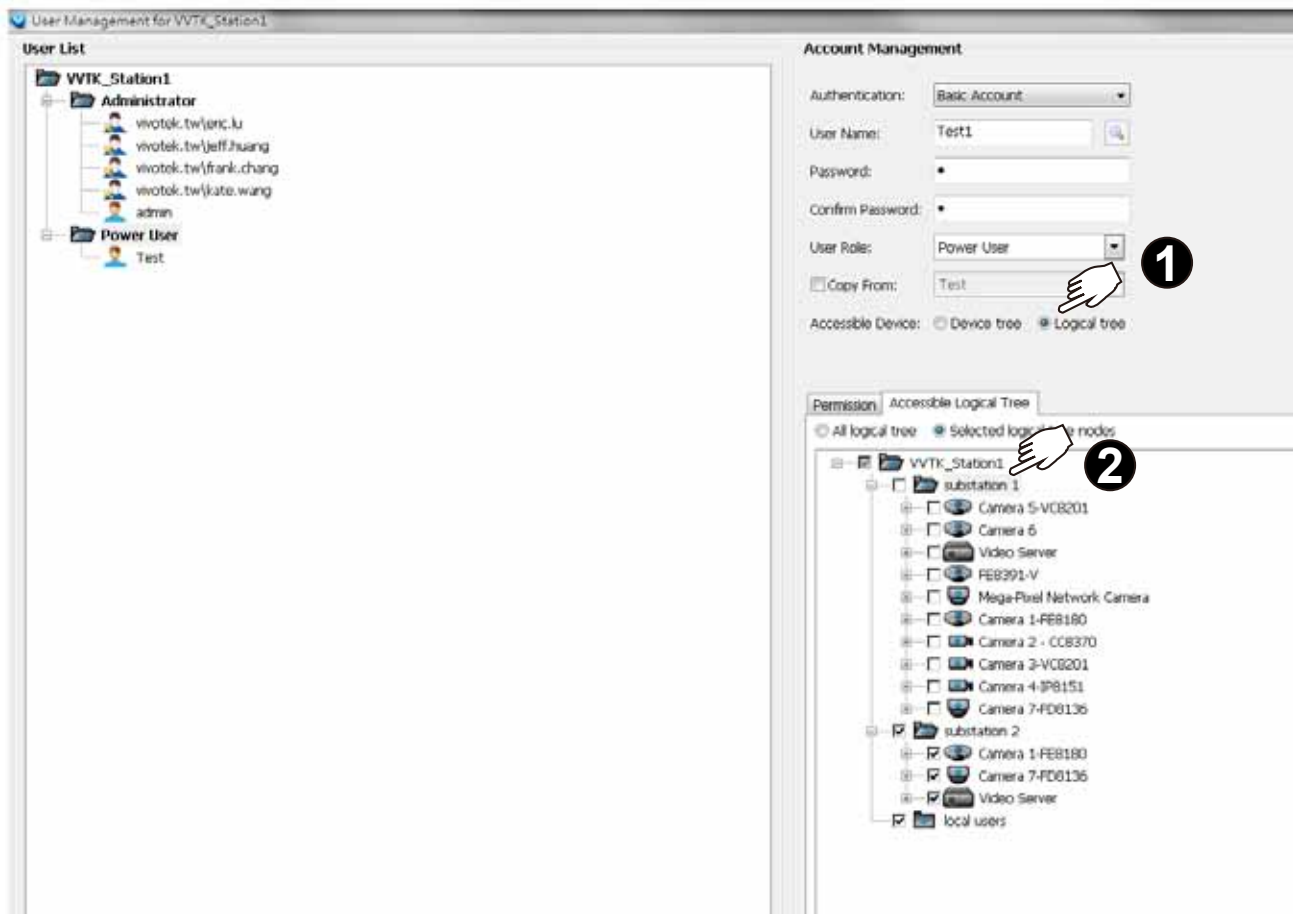 User Management for VVTK_Station1
User List
VVTK_Station1
Administrator
vivotek.tw\eric.lu
vivotek.tw\jeff.huang
vivotek.tw\frank.chang
vivotek.tw\kate.wang
admin
Power User
Test
Account Management
Authentication: Basic Account
User Name: Test1
Password: •
Confirm Password: •
User Role: Power User
1
Copy From: Test
Accessible Device: Device tree Logical tree
Permission Accessible Logical Tree
All logical tree Selected logical tree nodes
2
VVTK_Station1
substation 1
Camera 5-VC8201
Camera 6
Video Server
FE8391-V
Mega-Pixel Network Camera
Camera 1-FE8180
Camera 2 - CC8370
Camera 3-VC8201
Camera 4-IP8151
Camera 7-FD8136
substation 2
Camera 1-FE8180
Camera 7-FD8136
Video Server
local users